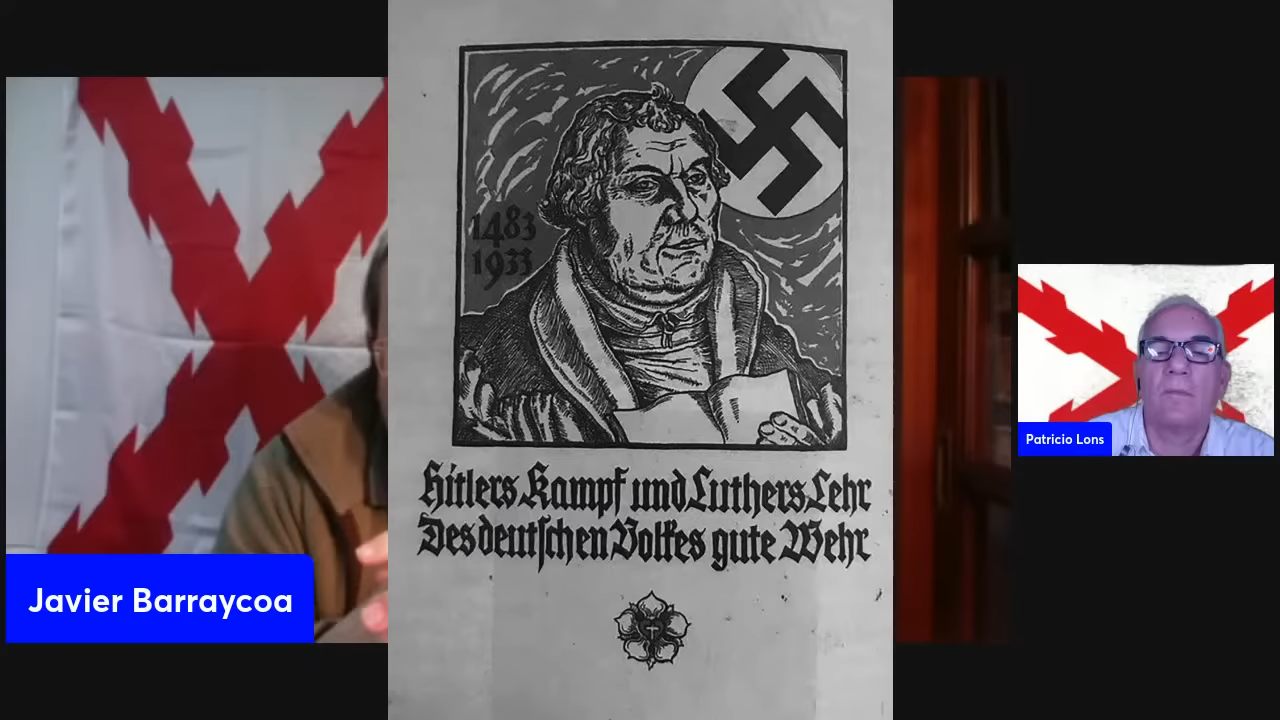 1483
1933
Hitlers Kampf und Luthers Lehr
Des deutschen Volkes gute Wehr
Javier Barraycoa
Patricio Lons